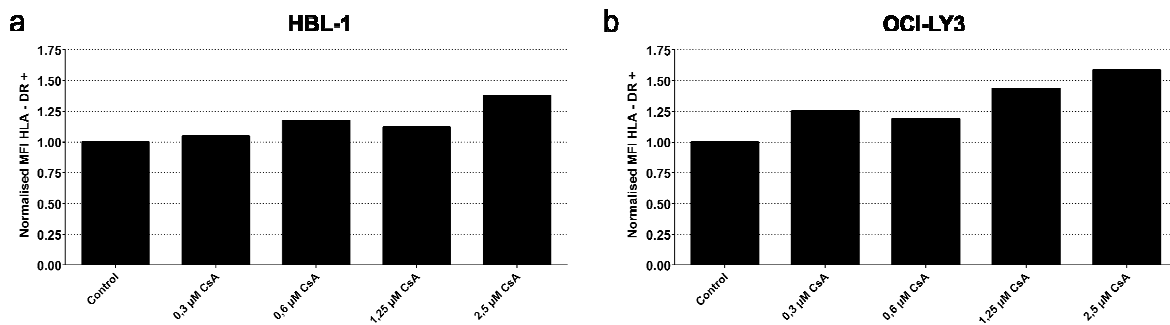 a
HBL-1
Normalised MFI HLA - DR +
1.75
1.50
1.25
1.00
0.75
0.50
0.25
0.00
Control
0,3 µM CsA
0,6 µM CsA
1,25 µM CsA
2,5 µM CsA
b
OCI-LY3
Normalised MFI HLA - DR +
1.75
1.50
1.25
1.00
0.75
0.50
0.25
0.00
Control
0,3 µM CsA
0,6 µM CsA
1,25 µM CsA
2,5 µM CsA